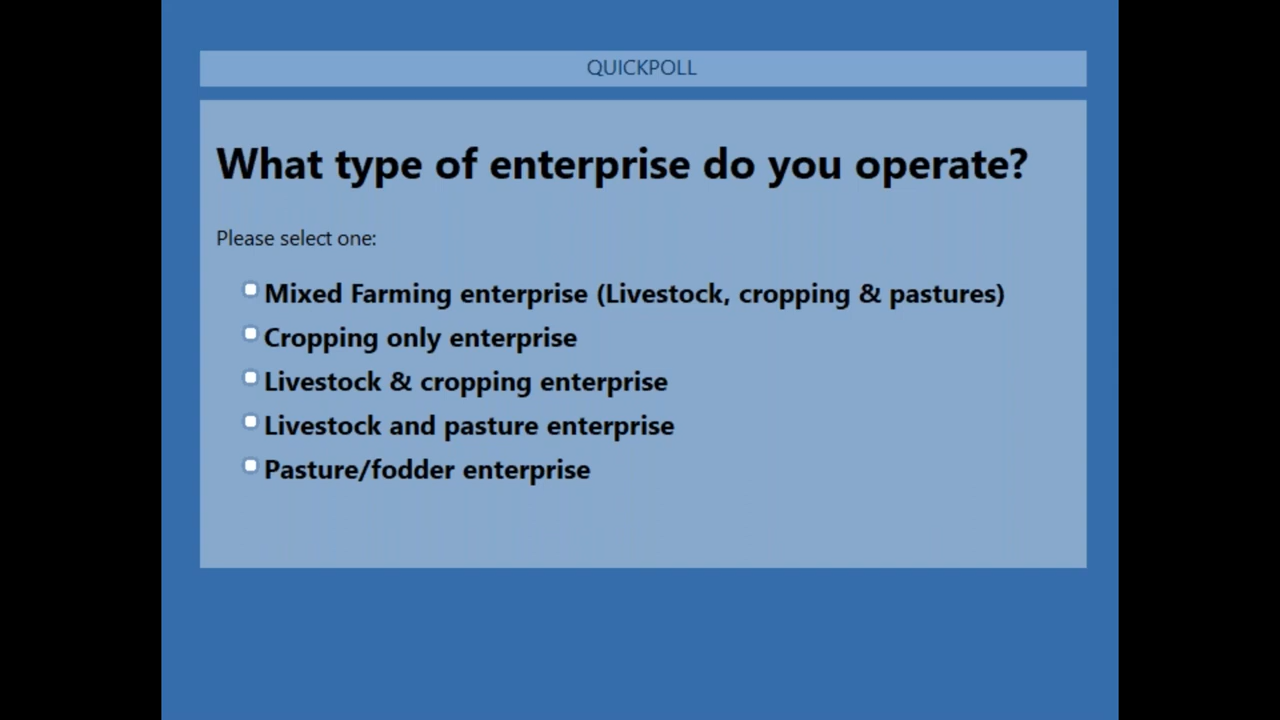 QUICKPOLL
What type of enterprise do you operate?
Please select one:
Mixed Farming enterprise (Livestock, cropping & pastures)
Cropping only enterprise
Livestock & cropping enterprise
Livestock and pasture enterprise
Pasture/fodder enterprise